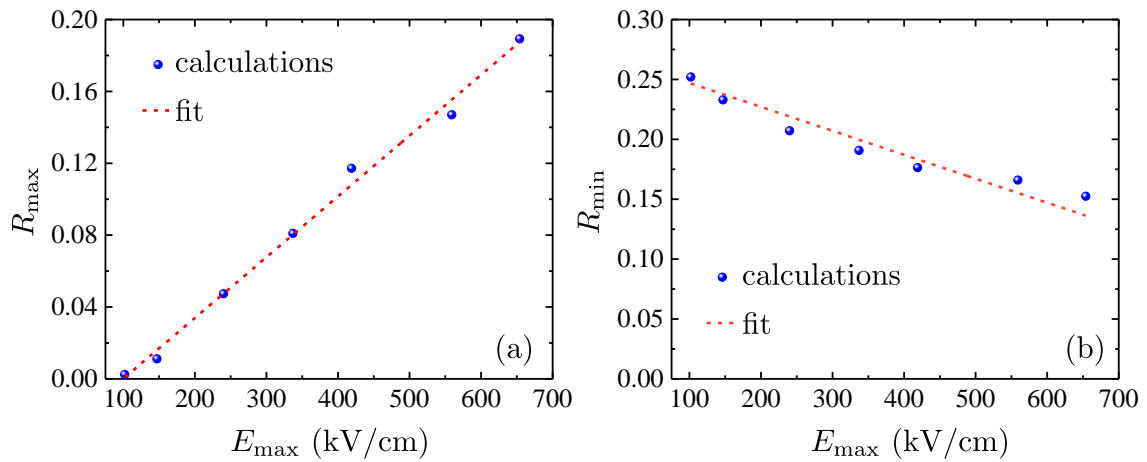 0.20
0.16
0.12
0.08
0.04
0.00
R_max
calculations
fit
(a)
100 200 300 400 500 600 700
E_max (kV/cm)
0.30
0.25
0.20
0.15
0.10
0.05
0.00
R_min
calculations
fit
(b)
100 200 300 400 500 600 700
E_max (kV/cm)